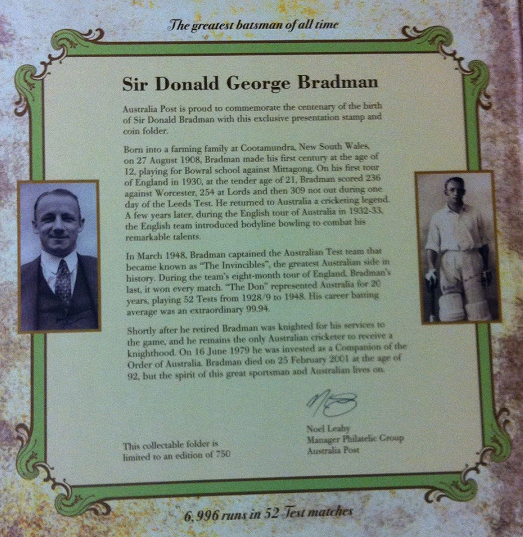 The greatest batsman of all time
Sir Donald George Bradman
Australia Post is proud to commemorate the centenary of the birth
of Sir Donald Bradman with this exclusive presentation stamp and
coin folder.
Born into a farming family at Cootamundra, New South Wales,
on 27 August 1908, Bradman made his first century at the age of
12, playing for Bowral school against Mittagong. On his first tour
of England in 1930, at the tender age of 21, Bradman scored 236
against Worcester, 254 at Lords and then 309 not out during one
day of the Leeds Test. He returned to Australia a cricketing legend.
A few years later, during the English tour of Australia in 1932-33,
the English team introduced bodyline bowling to combat his
remarkable talents.
In March 1948, Bradman captained the Australian Test team that
became known as “The Invincibles”, the greatest Australian side in
history. During the team's eight-month tour of England, Bradman's
last, it won every match. “The Don” represented Australia for 20
years, playing 52 Tests from 1928/9 to 1948. His career batting
average was an extraordinary 99.94.
Shortly after he retired Bradman was knighted for his services to
the game, and he remains the only Australian cricketer to receive a
knighthood. On 16 June 1979 he was invested as a Companion of the
Order of Australia. Bradman died on 25 February 2001 at the age of
92, but the spirit of this great sportsman and Australian lives on.
Noel Leahy
Manager Philatelic Group
Australia Post
This collectable folder is
limited to an edition of 750
6,996 runs in 52 Test matches